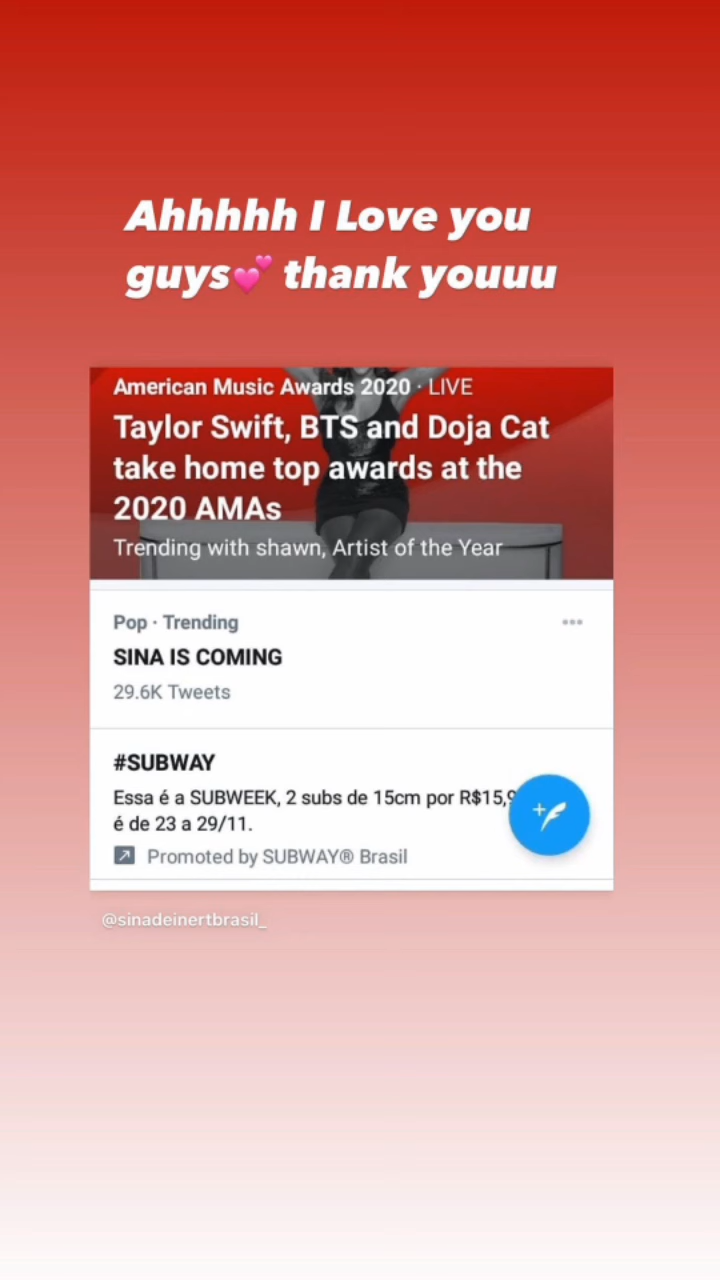 Ahhhhh I Love you
guys💕 thank youuu
American Music Awards 2020 · LIVE
Taylor Swift, BTS and Doja Cat
take home top awards at the
2020 AMAs
Trending with shawn, Artist of the Year
Pop · Trending
SINA IS COMING
29.6K Tweets
#SUBWAY
Essa é a SUBWEEK, 2 subs de 15cm por R$15,9
é de 23 a 29/11.
Promoted by SUBWAY® Brasil
@sinadeinertbrasil_